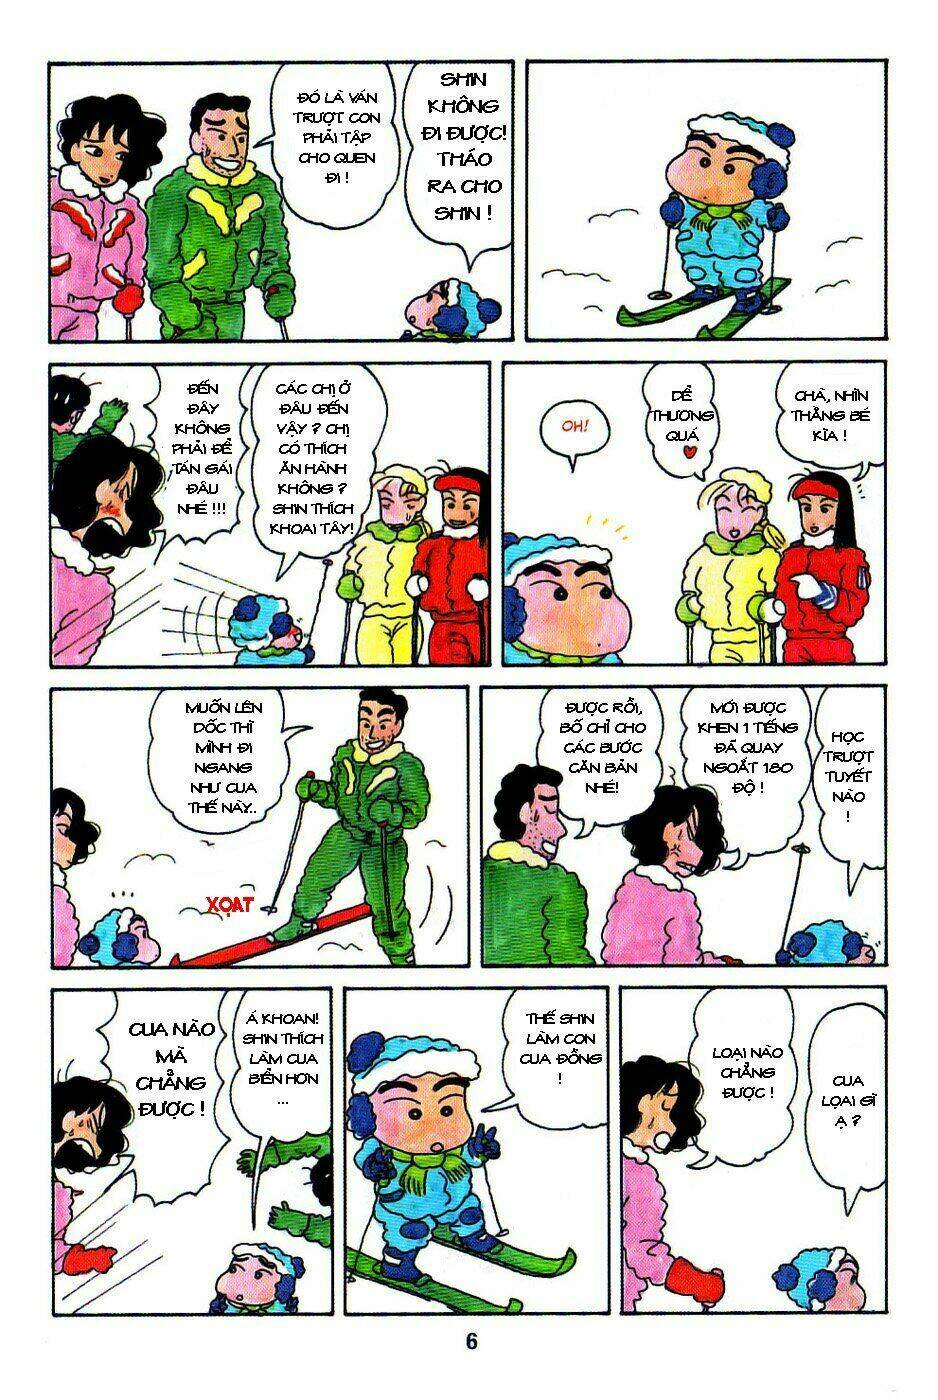 SHIN
KHÔNG
ĐI ĐƯỢC!
THÁO
RA CHO
SHIN !
ĐÓ LÀ VÁN
TRƯỢT CON
PHẢI TẬP
CHO QUEN
ĐI !
CHÀ, NHÌN
THẰNG BÉ
KÌA !
DỂ
THƯƠNG
QUÁ
OH!
CÁC CHỊ Ở
ĐÂU ĐẾN
VẬY ? CHỊ
CÓ THÍCH
ĂN HÀNH
KHÔNG ?
SHIN THÍCH
KHOAI TÂY!
ĐẾN
ĐÂY
KHÔNG
PHẢI ĐỂ
TÁN GÁI
ĐÂU
NHÉ !!!
HỌC
TRƯỢT
TUYẾT
NÀO
!
MỚI ĐƯỢC
KHEN 1 TIẾNG
ĐÃ QUAY
NGOẮT 180
ĐỘ !
ĐƯỢC RỒI,
BỐ CHỈ CHO
CÁC BƯỚC
CĂN BẢN
NHÉ!
MUỐN LÊN
DỐC THÌ
MÌNH ĐI
NGANG
NHƯ CUA
THẾ NÀY..
XOẠT
CUA
LOẠI GÌ
Ạ ?
LOẠI NÀO
CHẲNG
ĐƯỢC !
THẾ SHIN
LÀM CON
CUA ĐỒNG
!
Á KHOAN!
SHIN THÍCH
LÀM CUA
BIỂN HƠN
...
CUA NÀO
MÀ
CHẲNG
ĐƯỢC !
6